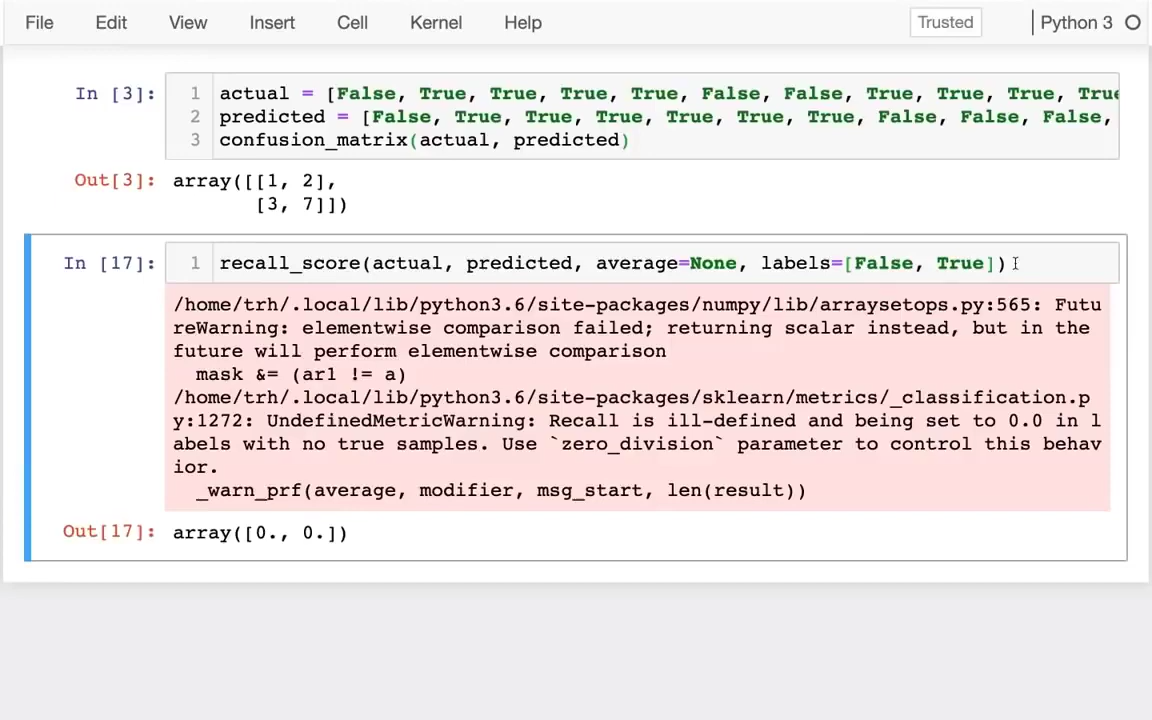 File Edit View Insert Cell Kernel Help Trusted Python 3
In [3]: 1 actual = [False, True, True, True, True, False, False, True, True, True, True
2 predicted = [False, True, True, True, True, True, True, False, False, False,
3 confusion_matrix(actual, predicted)
Out[3]: array([[1, 2],
[3, 7]])
In [17]: 1 recall_score(actual, predicted, average=None, labels=[False, True])
/home/trh/.local/lib/python3.6/site-packages/numpy/lib/arraysetops.py:565: Futu
reWarning: elementwise comparison failed; returning scalar instead, but in the
future will perform elementwise comparison
mask &= (ar1 != a)
/home/trh/.local/lib/python3.6/site-packages/sklearn/metrics/_classification.p
y:1272: UndefinedMetricWarning: Recall is ill-defined and being set to 0.0 in l
abels with no true samples. Use `zero_division` parameter to control this behav
ior.
_warn_prf(average, modifier, msg_start, len(result))
Out[17]: array([0., 0.])